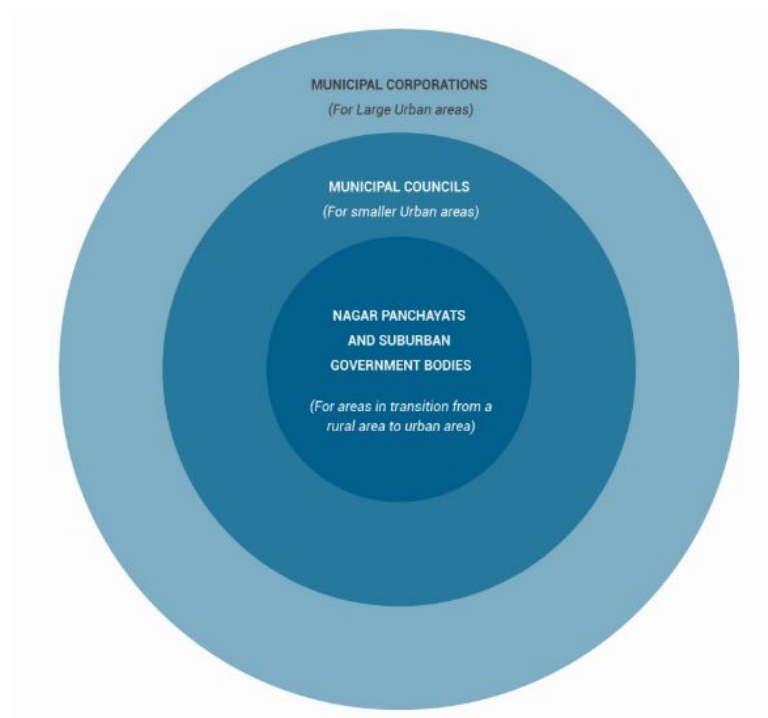 MUNICIPAL CORPORATIONS
(For Large Urban areas)
MUNICIPAL COUNCILS
(For smaller Urban areas)
NAGAR PANCHAYATS
AND SUBURBAN
GOVERNMENT BODIES
(For areas in transition from a
rural area to urban area)